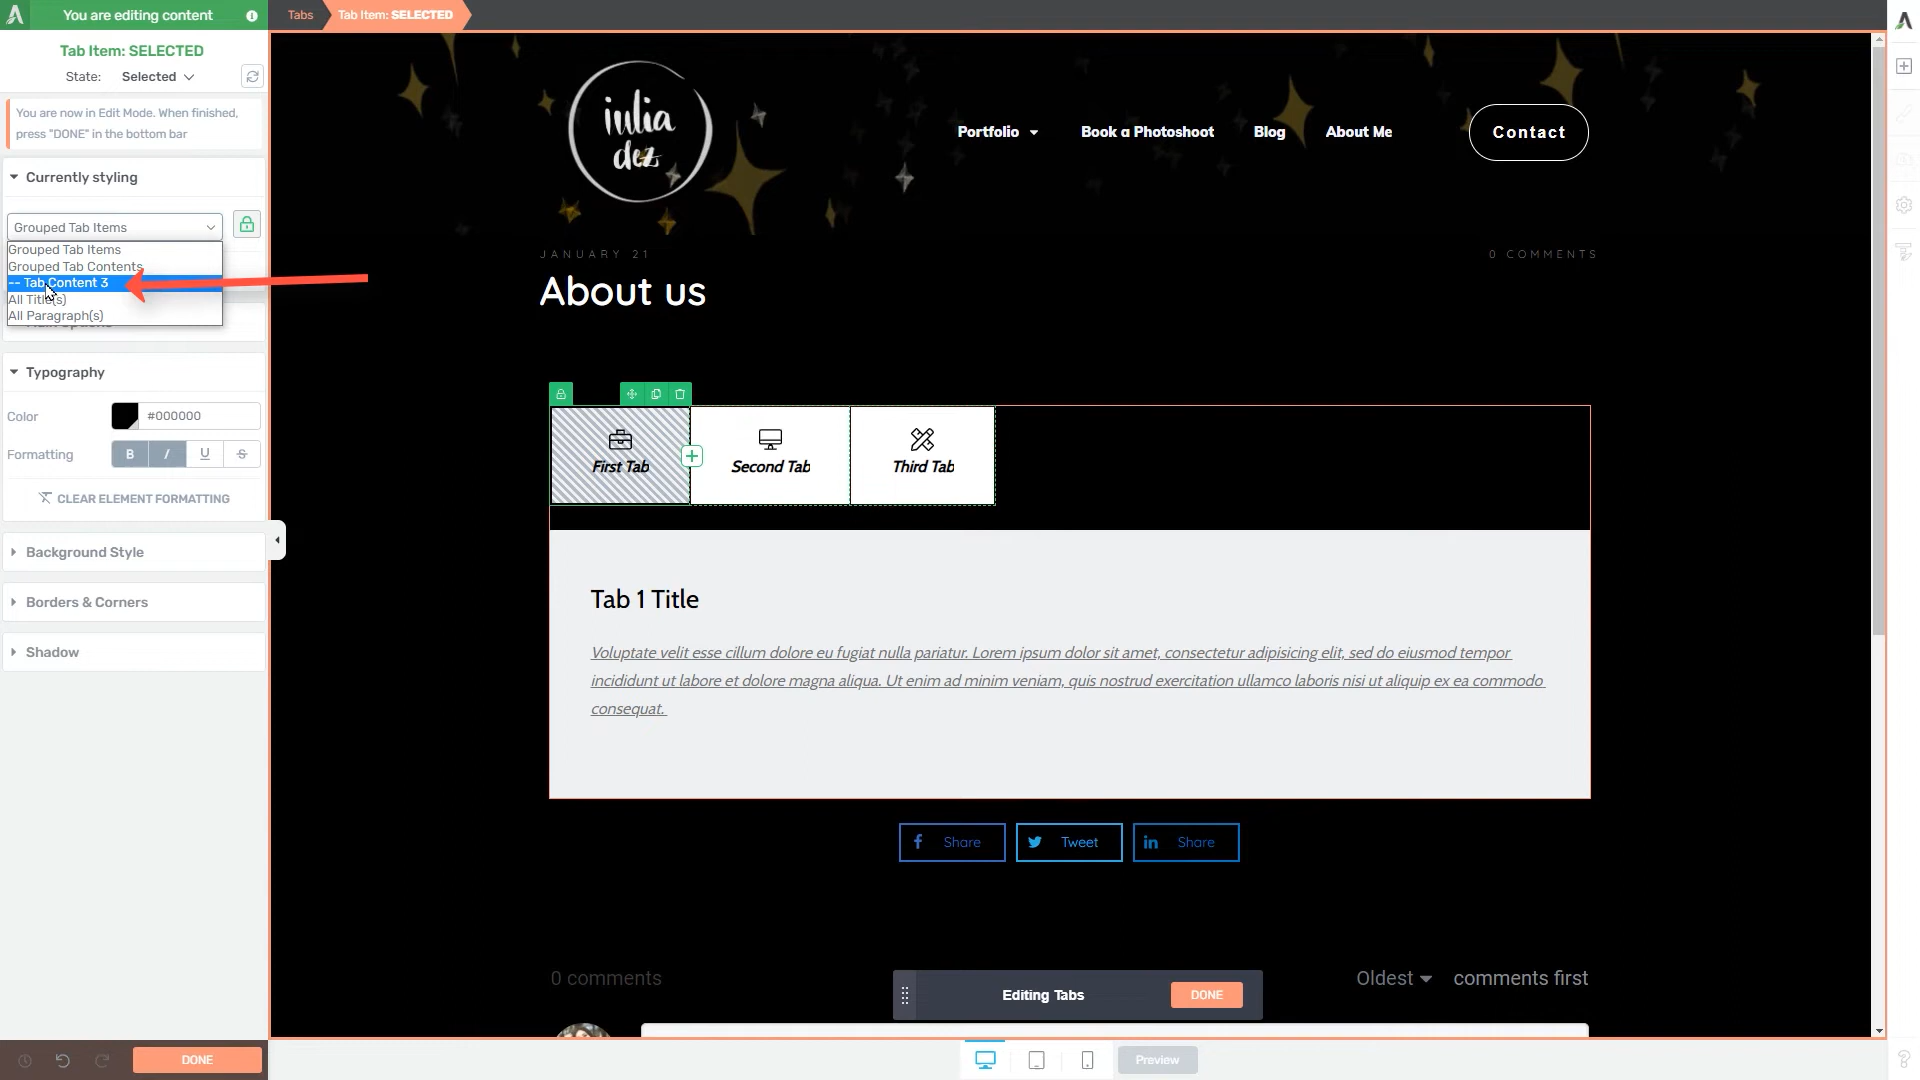 You are editing content
Tabs
Tab Item: SELECTED
Tab Item: SELECTED
State: Selected
You are now in Edit Mode. When finished,
press "DONE" in the bottom bar
Currently styling
Grouped Tab Items
Grouped Tab Items
Grouped Tab Contents
-- Tab Content 3
All Title(s)
All Paragraph(s)
Typography
Color
#000000
Formatting
B I U S
CLEAR ELEMENT FORMATTING
Background Style
Borders & Corners
Shadow
DONE
iulia
dez
Portfolio
Book a Photoshoot
Blog
About Me
Contact
JANUARY 21
0 COMMENTS
About us
First Tab
Second Tab
Third Tab
Tab 1 Title
Voluptate velit esse cillum dolore eu fugiat nulla pariatur. Lorem ipsum dolor sit amet, consectetur adipisicing elit, sed do eiusmod tempor
incididunt ut labore et dolore magna aliqua. Ut enim ad minim veniam, quis nostrud exercitation ullamco laboris nisi ut aliquip ex ea commodo
consequat.
Share
Tweet
Share
0 comments
Oldest
comments first
Editing Tabs
DONE
Preview